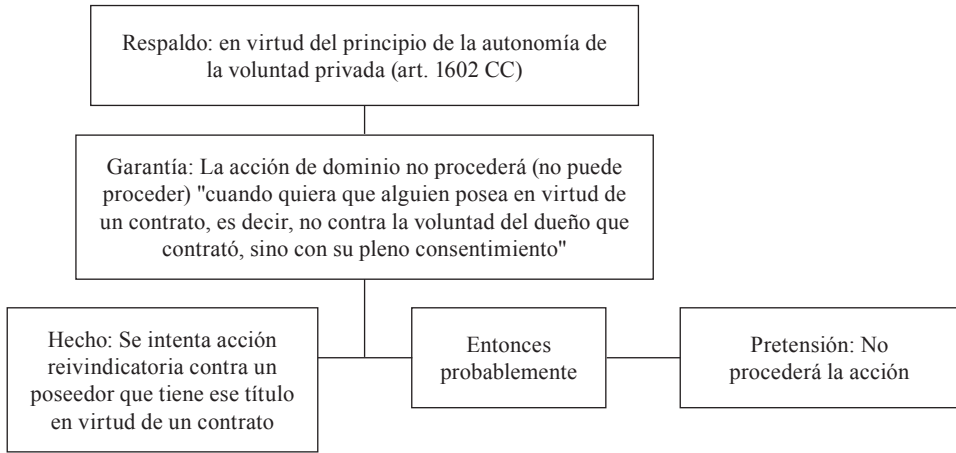 Respaldo: en virtud del principio de la autonomía de
la voluntad privada (art. 1602 CC)
Garantía: La acción de dominio no procederá (no puede
proceder) "cuando quiera que alguien posea en virtud de
un contrato, es decir, no contra la voluntad del dueño que
contrató, sino con su pleno consentimiento"
Hecho: Se intenta acción
reivindicatoria contra un
poseedor que tiene ese título
en virtud de un contrato
Entonces
probablemente
Pretensión: No
procederá la acción